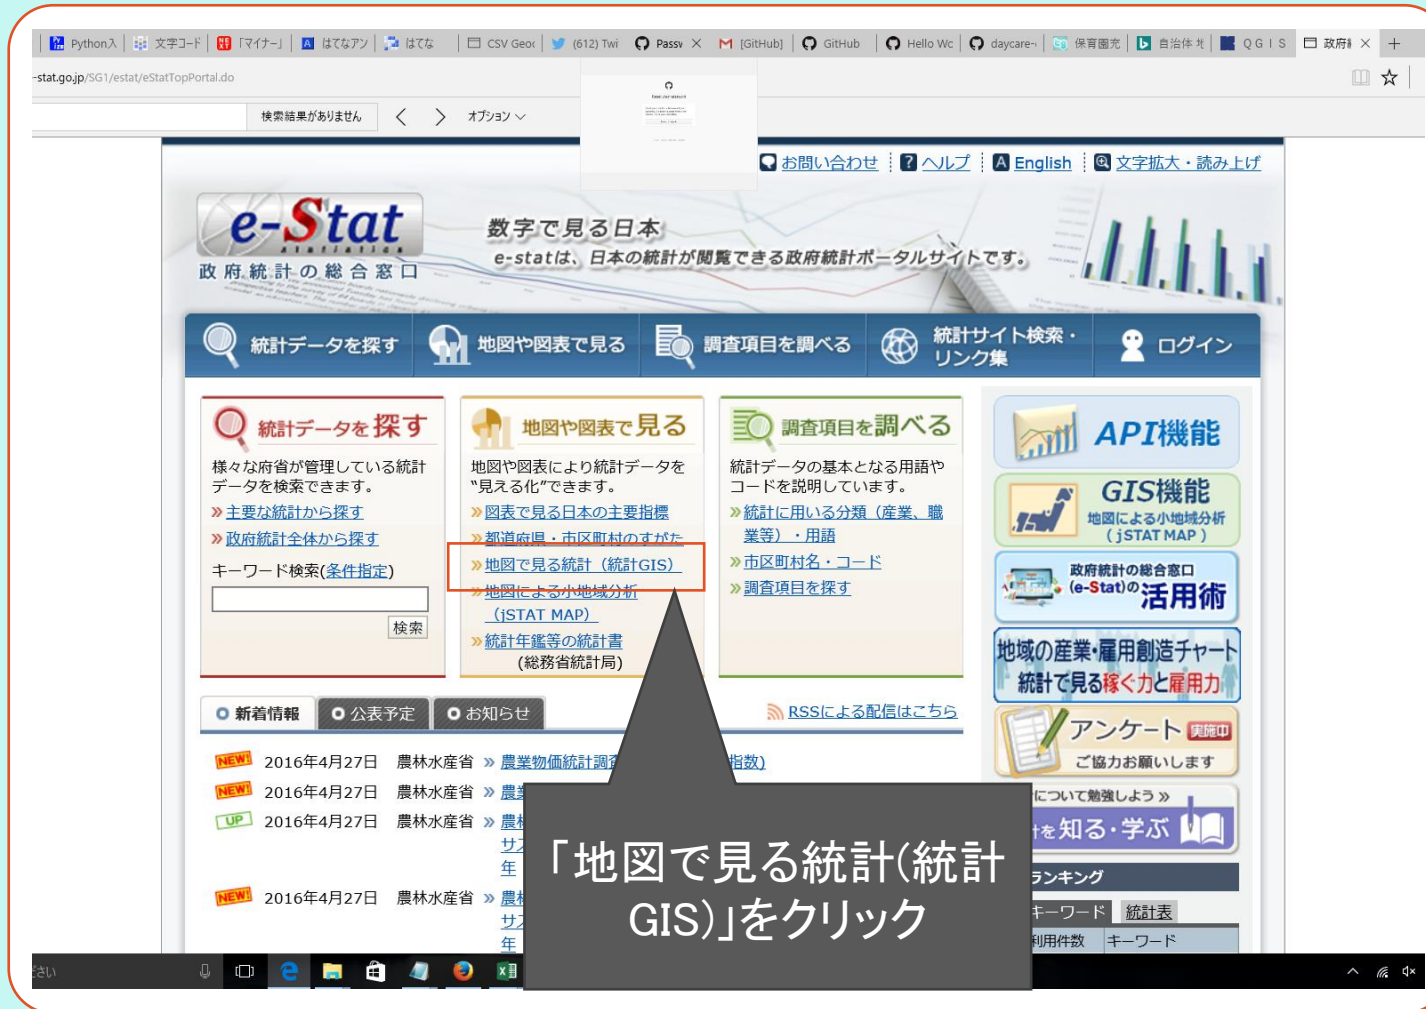 Python入 文字コード 「マイナー」 はてなアン はてな CSV Geoc (612) Twi Passv [GitHub] GitHub Hello Wc daycare- 保育園充 自治体 ＱＧＩＳ 政府
-stat.go.jp/SG1/estat/eStatTopPortal.do
検索結果がありません オプション
お問い合わせ ヘルプ English 文字拡大・読み上げ
e-Stat
statistics
政府統計の総合窓口
数字で見る日本
e-statは、日本の統計が閲覧できる政府統計ポータルサイトです。
統計データを探す 地図や図表で見る 調査項目を調べる 統計サイト検索・
リンク集
ログイン
統計データを探す
様々な府省が管理している統計
データを検索できます。
»主要な統計から探す
»政府統計全体から探す
キーワード検索(条件指定)
検索
地図や図表で見る
地図や図表により統計データを
“見える化”できます。
»図表で見る日本の主要指標
»都道府県・市区町村のすがた
»地図で見る統計（統計GIS）
»地図による小地域分析
（jSTAT MAP）
»統計年鑑等の統計書
(総務省統計局)
調査項目を調べる
統計データの基本となる用語や
コードを説明しています。
»統計に用いる分類（産業、職
業等）・用語
»市区町村名・コード
»調査項目を探す
API機能
GIS機能
地図による小地域分析
(jSTAT MAP)
政府統計の総合窓口
(e-Stat)の活用術
地域の産業・雇用創造チャート
統計で見る稼ぐ力と雇用力
アンケート 実施中
ご協力お願いします
について勉強しよう »
を知る・学ぶ
ランキング
キーワード 統計表
利用件数 キーワード
新着情報 公表予定 お知らせ
RSSによる配信はこちら
NEW! 2016年4月27日 農林水産省 » 農業物価統計調 指数)
NEW! 2016年4月27日 農林水産省 » 農
UP 2016年4月27日 農林水産省 » 農
サ
年
NEW! 2016年4月27日 農林水産省 » 農
サ
年
「地図で見る統計(統計
GIS)」をクリック
ださい